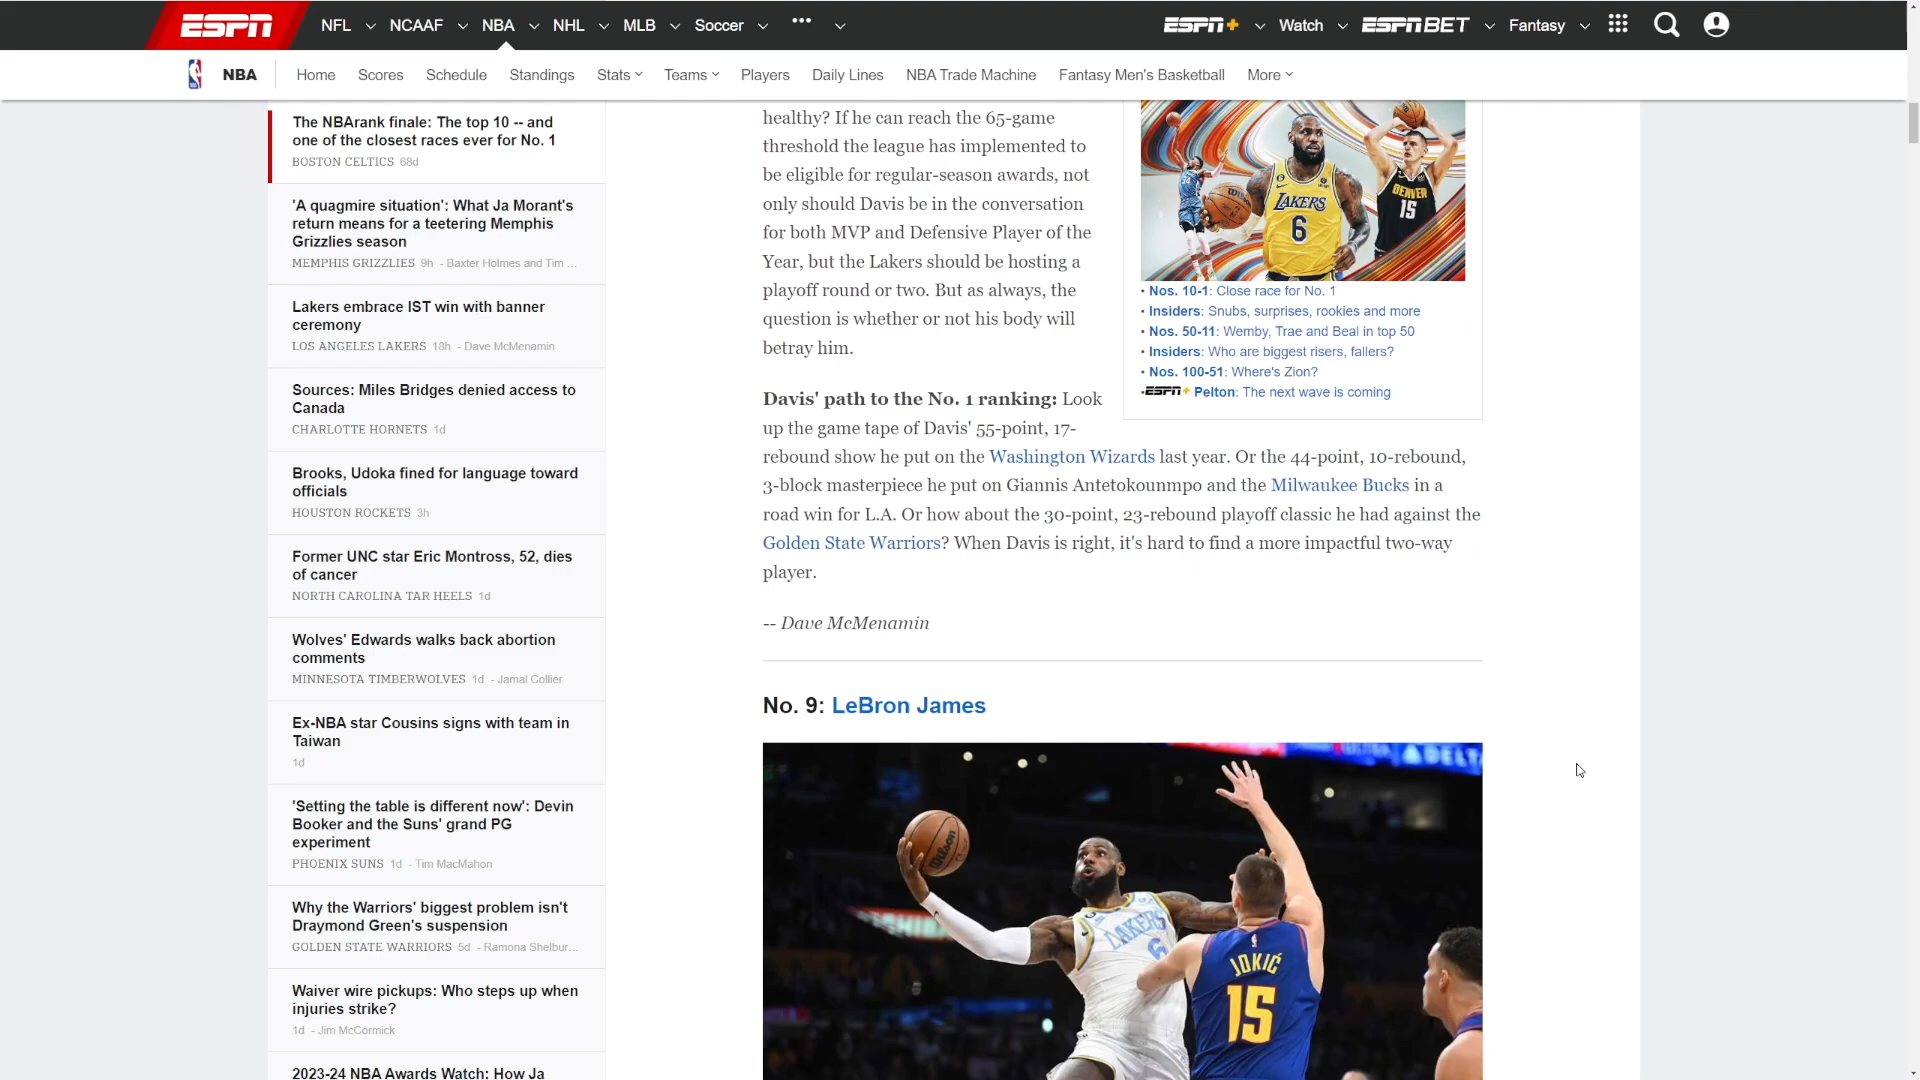 ESPN NFL NCAAF NBA NHL MLB Soccer ••• ESPN+ Watch ESPN BET Fantasy
NBA Home Scores Schedule Standings Stats Teams Players Daily Lines NBA Trade Machine Fantasy Men's Basketball More
The NBArank finale: The top 10 -- and
one of the closest races ever for No. 1
BOSTON CELTICS 68d
'A quagmire situation': What Ja Morant's
return means for a teetering Memphis
Grizzlies season
MEMPHIS GRIZZLIES 9h - Baxter Holmes and Tim ...
Lakers embrace IST win with banner
ceremony
LOS ANGELES LAKERS 18h - Dave McMenamin
Sources: Miles Bridges denied access to
Canada
CHARLOTTE HORNETS 1d
Brooks, Udoka fined for language toward
officials
HOUSTON ROCKETS 3h
Former UNC star Eric Montross, 52, dies
of cancer
NORTH CAROLINA TAR HEELS 1d
Wolves' Edwards walks back abortion
comments
MINNESOTA TIMBERWOLVES 1d - Jamal Collier
Ex-NBA star Cousins signs with team in
Taiwan
1d
'Setting the table is different now': Devin
Booker and the Suns' grand PG
experiment
PHOENIX SUNS 1d - Tim MacMahon
Why the Warriors' biggest problem isn't
Draymond Green's suspension
GOLDEN STATE WARRIORS 5d - Ramona Shelbur...
Waiver wire pickups: Who steps up when
injuries strike?
1d - Jim McCormick
2023-24 NBA Awards Watch: How Ja
healthy? If he can reach the 65-game
threshold the league has implemented to
be eligible for regular-season awards, not
only should Davis be in the conversation
for both MVP and Defensive Player of the
Year, but the Lakers should be hosting a
playoff round or two. But as always, the
question is whether or not his body will
betray him.
34
LAKERS
6
DENVER
15
• Nos. 10-1: Close race for No. 1
• Insiders: Snubs, surprises, rookies and more
• Nos. 50-11: Wemby, Trae and Beal in top 50
• Insiders: Who are biggest risers, fallers?
• Nos. 100-51: Where's Zion?
•ESPN+ Pelton: The next wave is coming
Davis' path to the No. 1 ranking: Look
up the game tape of Davis' 55-point, 17-
rebound show he put on the Washington Wizards last year. Or the 44-point, 10-rebound,
3-block masterpiece he put on Giannis Antetokounmpo and the Milwaukee Bucks in a
road win for L.A. Or how about the 30-point, 23-rebound playoff classic he had against the
Golden State Warriors? When Davis is right, it's hard to find a more impactful two-way
player.
-- Dave McMenamin
No. 9: LeBron James
DELTA
Wilson
LAKERS
6
JOKIĆ
15